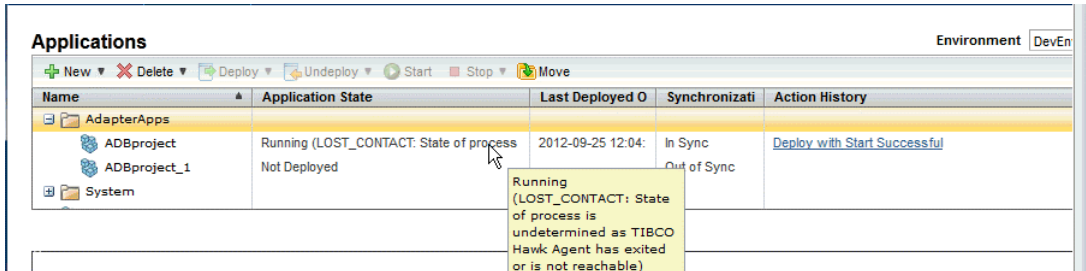 Applications
Environment DevEn
New Delete Deploy Undeploy Start Stop Move
Name Application State Last Deployed O Synchronizati Action History
AdapterApps
ADBproject Running (LOST_CONTACT: State of process 2012-09-25 12:04: In Sync Deploy with Start Successful
ADBproject_1 Not Deployed Out of Sync
System
Running
(LOST_CONTACT: State
of process is
undetermined as TIBCO
Hawk Agent has exited
or is not reachable)